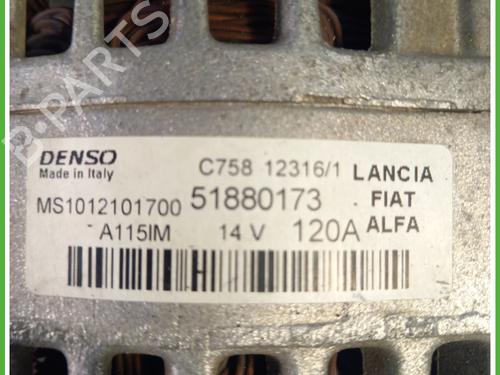 B·PARTS
DENSO
Made in Italy
C758 12316/1
LANCIA
MS1012101700
51880173
FIAT
A115IM
14 V
120A
ALFA